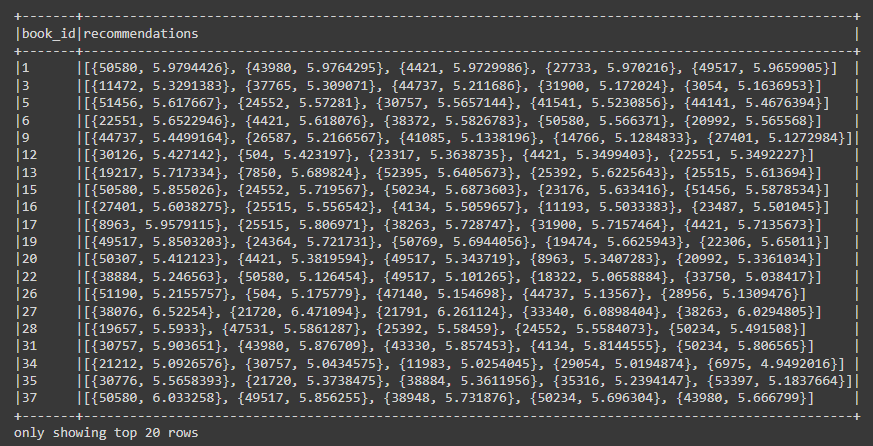 +-------+------------------------------------------------------------------------------------------------+
|book_id|recommendations                                                                                 |
+-------+------------------------------------------------------------------------------------------------+
|1      |[{50580, 5.9794426}, {43980, 5.9764295}, {4421, 5.9729986}, {27733, 5.970216}, {49517, 5.9659905}]  |
|3      |[{11472, 5.3291383}, {37765, 5.309071}, {44737, 5.211686}, {31900, 5.172024}, {3054, 5.1636953}]    |
|5      |[{51456, 5.617667}, {24552, 5.57281}, {30757, 5.5657144}, {41541, 5.5230856}, {44141, 5.4676394}]   |
|6      |[{22551, 5.6522946}, {4421, 5.618076}, {38372, 5.5826783}, {50580, 5.566371}, {20992, 5.565568}]    |
|9      |[{44737, 5.4499164}, {26587, 5.2166567}, {41085, 5.1338196}, {14766, 5.1284833}, {27401, 5.1272984}]|
|12     |[{30126, 5.427142}, {504, 5.423197}, {23317, 5.3638735}, {4421, 5.3499403}, {22551, 5.3492227}]     |
|13     |[{19217, 5.717334}, {7850, 5.689824}, {52395, 5.6405673}, {25392, 5.6225643}, {25515, 5.613694}]    |
|15     |[{50580, 5.855026}, {24552, 5.719567}, {50234, 5.6873603}, {23176, 5.633416}, {51456, 5.5878534}]   |
|16     |[{27401, 5.6038275}, {25515, 5.556542}, {4134, 5.5059657}, {11193, 5.5033383}, {23487, 5.501045}]   |
|17     |[{8963, 5.9579115}, {25515, 5.806971}, {38263, 5.728747}, {31900, 5.7157464}, {4421, 5.7135673}]    |
|19     |[{49517, 5.8503203}, {24364, 5.721731}, {50769, 5.6944056}, {19474, 5.6625943}, {22306, 5.65011}]   |
|20     |[{50307, 5.412123}, {4421, 5.3819594}, {49517, 5.343719}, {8963, 5.3407283}, {20992, 5.3361034}]    |
|22     |[{38884, 5.246563}, {50580, 5.126454}, {49517, 5.101265}, {18322, 5.0658884}, {33750, 5.038417}]    |
|26     |[{51190, 5.2155757}, {504, 5.175779}, {47140, 5.154698}, {44737, 5.13567}, {28956, 5.1309476}]      |
|27     |[{38076, 6.52254}, {21720, 6.471094}, {21791, 6.261124}, {33340, 6.0898404}, {38263, 6.0294805}]    |
|28     |[{19657, 5.5933}, {47531, 5.5861287}, {25392, 5.58459}, {24552, 5.5584073}, {50234, 5.491508}]      |
|31     |[{30757, 5.903651}, {43980, 5.876709}, {43330, 5.857453}, {4134, 5.8144555}, {50234, 5.806565}]     |
|34     |[{21212, 5.0926576}, {30757, 5.0434575}, {11983, 5.0254045}, {29054, 5.0194874}, {6975, 4.9492016}] |
|35     |[{30776, 5.5658393}, {21720, 5.3738475}, {38884, 5.3611956}, {35316, 5.2394147}, {53397, 5.1837664}]|
|37     |[{50580, 6.033258}, {49517, 5.856255}, {38948, 5.731876}, {50234, 5.696304}, {43980, 5.666799}]     |
+-------+------------------------------------------------------------------------------------------------+
only showing top 20 rows